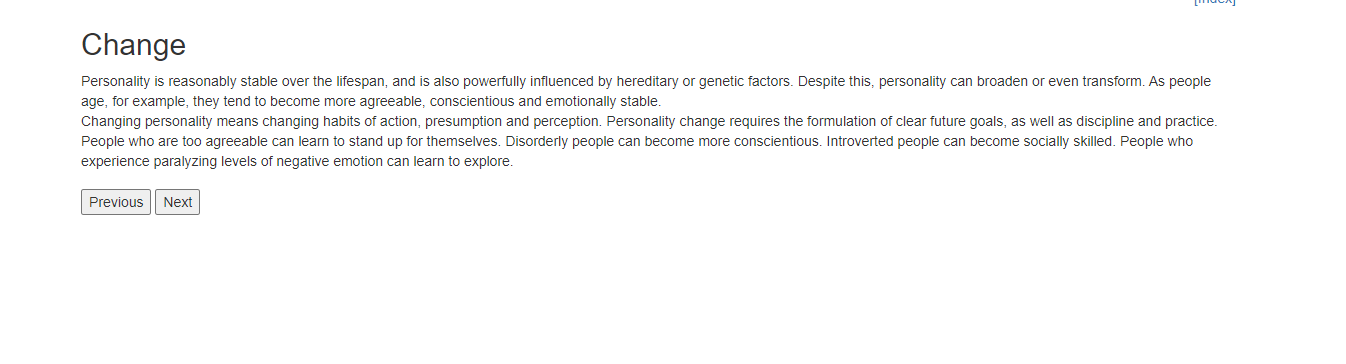 [Index]
Change
Personality is reasonably stable over the lifespan, and is also powerfully influenced by hereditary or genetic factors. Despite this, personality can broaden or even transform. As people
age, for example, they tend to become more agreeable, conscientious and emotionally stable.
Changing personality means changing habits of action, presumption and perception. Personality change requires the formulation of clear future goals, as well as discipline and practice.
People who are too agreeable can learn to stand up for themselves. Disorderly people can become more conscientious. Introverted people can become socially skilled. People who
experience paralyzing levels of negative emotion can learn to explore.
Previous Next